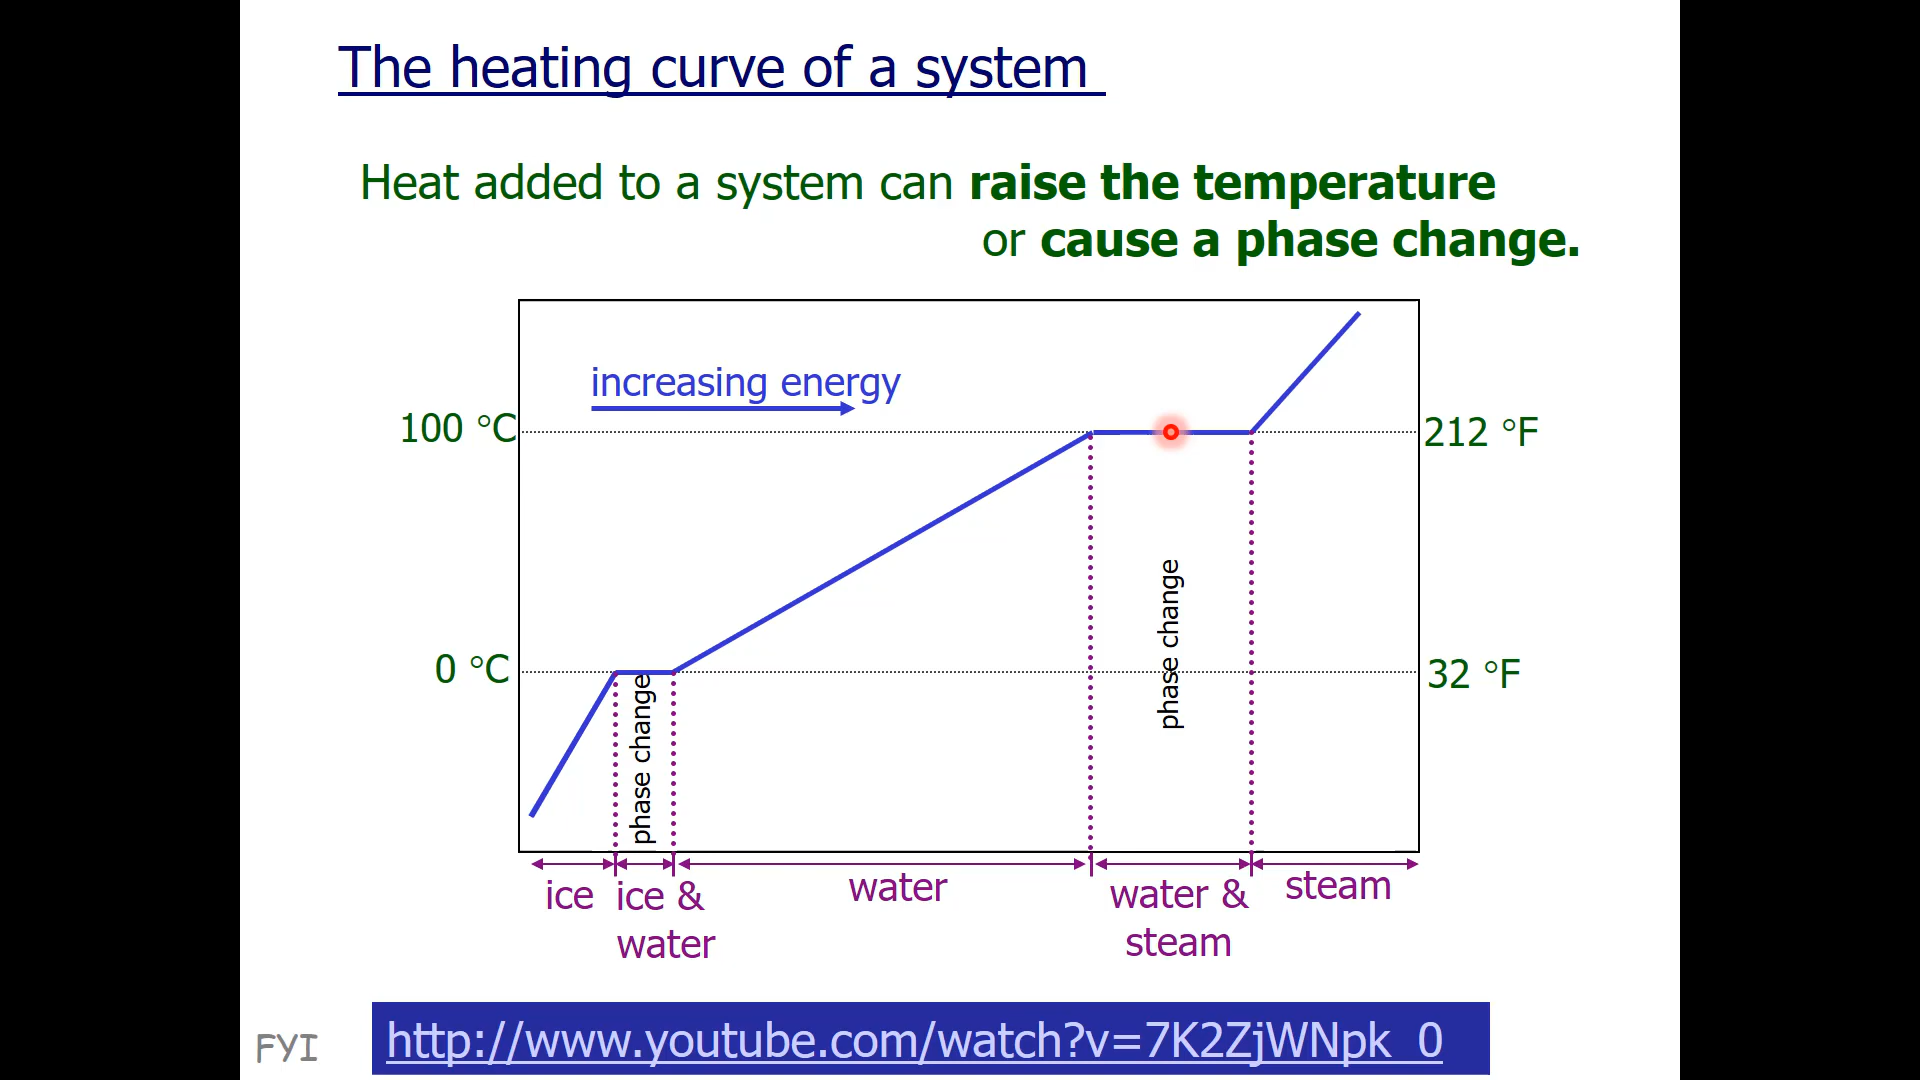 The heating curve of a system
Heat added to a system can raise the temperature
or cause a phase change.
increasing energy
100 °C
212 °F
0 °C
32 °F
phase change
phase change
ice
ice &
water
water
water &
steam
steam
FYI
http://www.youtube.com/watch?v=7K2ZjWNpk_0